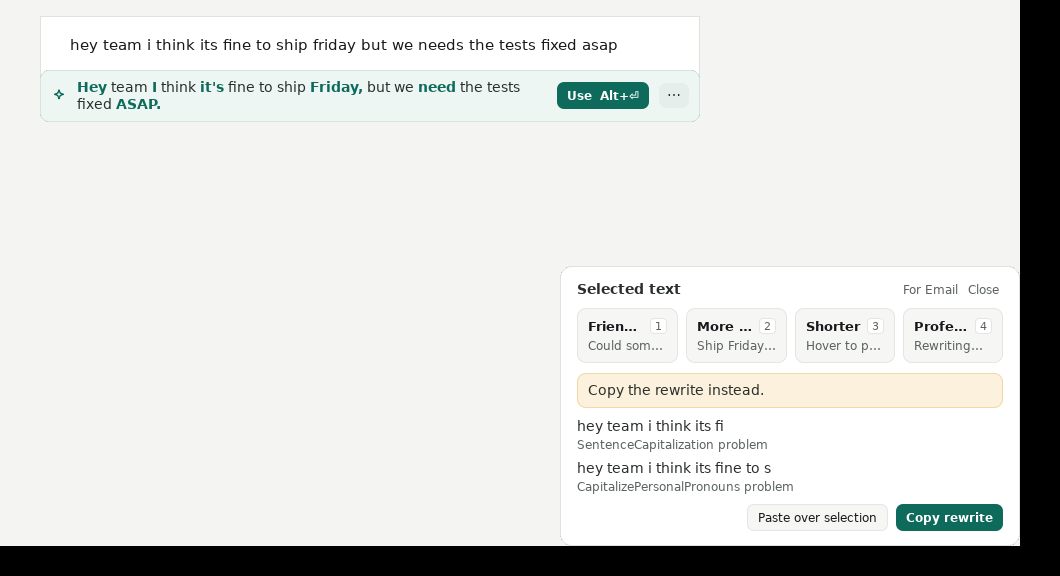 hey team i think its fine to ship friday but we needs the tests fixed asap
Hey team I think it's fine to ship Friday, but we need the tests
fixed ASAP.
Use Alt+⏎
...
Selected text
For Email Close
Frien... 1
Could som...
More ... 2
Ship Friday...
Shorter 3
Hover to p...
Profe... 4
Rewriting...
Copy the rewrite instead.
hey team i think its fi
SentenceCapitalization problem
hey team i think its fine to s
CapitalizePersonalPronouns problem
Paste over selection
Copy rewrite